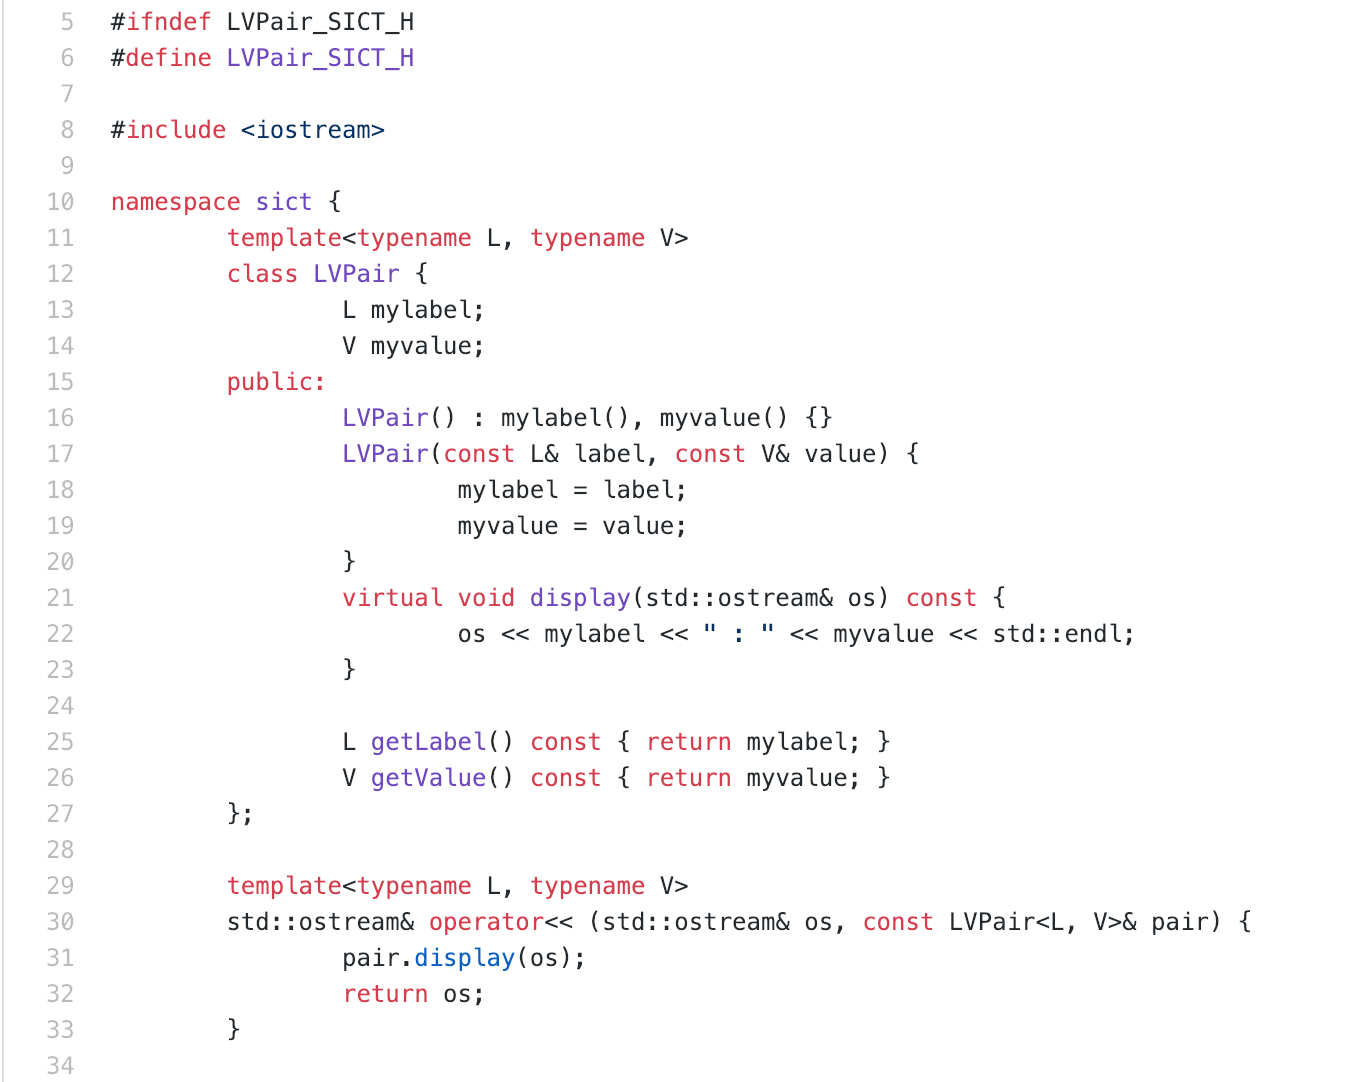 5 #ifndef LVPair_SICT_H
6 #define LVPair_SICT_H
7
8 #include <iostream>
9
10 namespace sict {
11 template<typename L, typename V>
12 class LVPair {
13 L mylabel;
14 V myvalue;
15 public:
16 LVPair() : mylabel(), myvalue() {}
17 LVPair(const L& label, const V& value) {
18 mylabel = label;
19 myvalue = value;
20 }
21 virtual void display(std::ostream& os) const {
22 os << mylabel << " : " << myvalue << std::endl;
23 }
24
25 L getLabel() const { return mylabel; }
26 V getValue() const { return myvalue; }
27 };
28
29 template<typename L, typename V>
30 std::ostream& operator<< (std::ostream& os, const LVPair<L, V>& pair) {
31 pair.display(os);
32 return os;
33 }
34